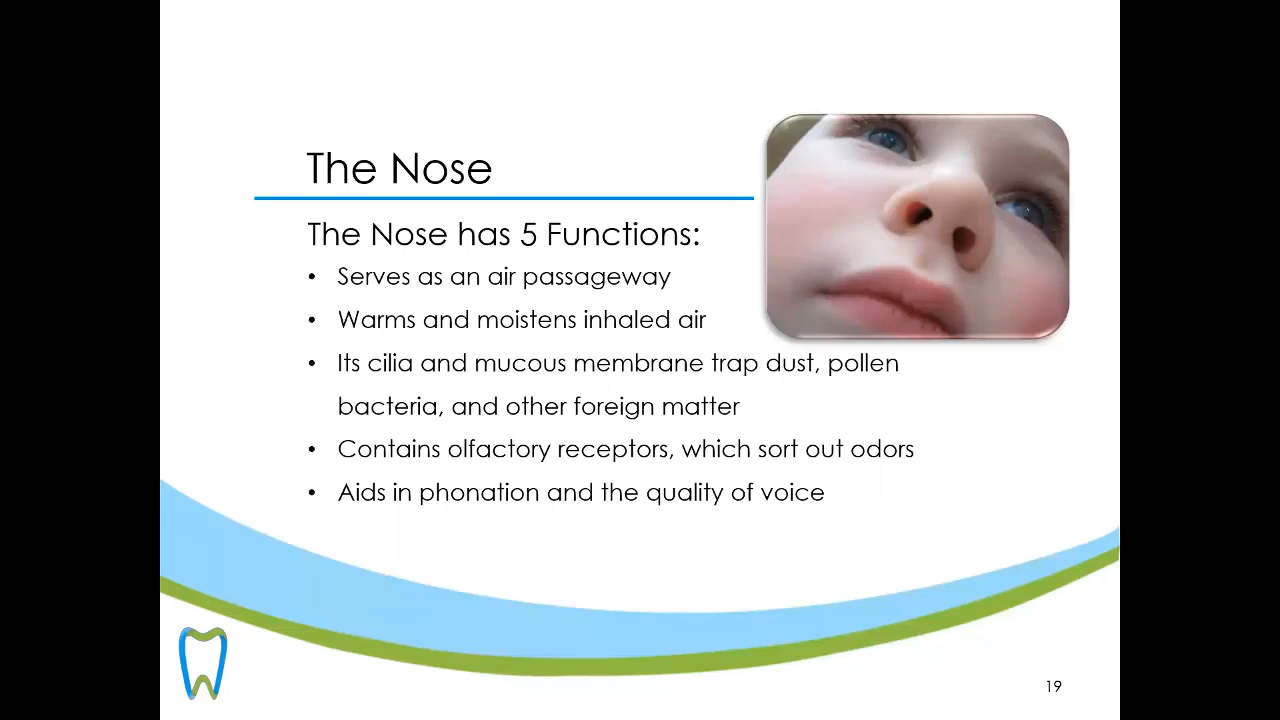 The Nose
The Nose has 5 Functions:
• Serves as an air passageway
• Warms and moistens inhaled air
• Its cilia and mucous membrane trap dust, pollen
bacteria, and other foreign matter
• Contains olfactory receptors, which sort out odors
• Aids in phonation and the quality of voice
19